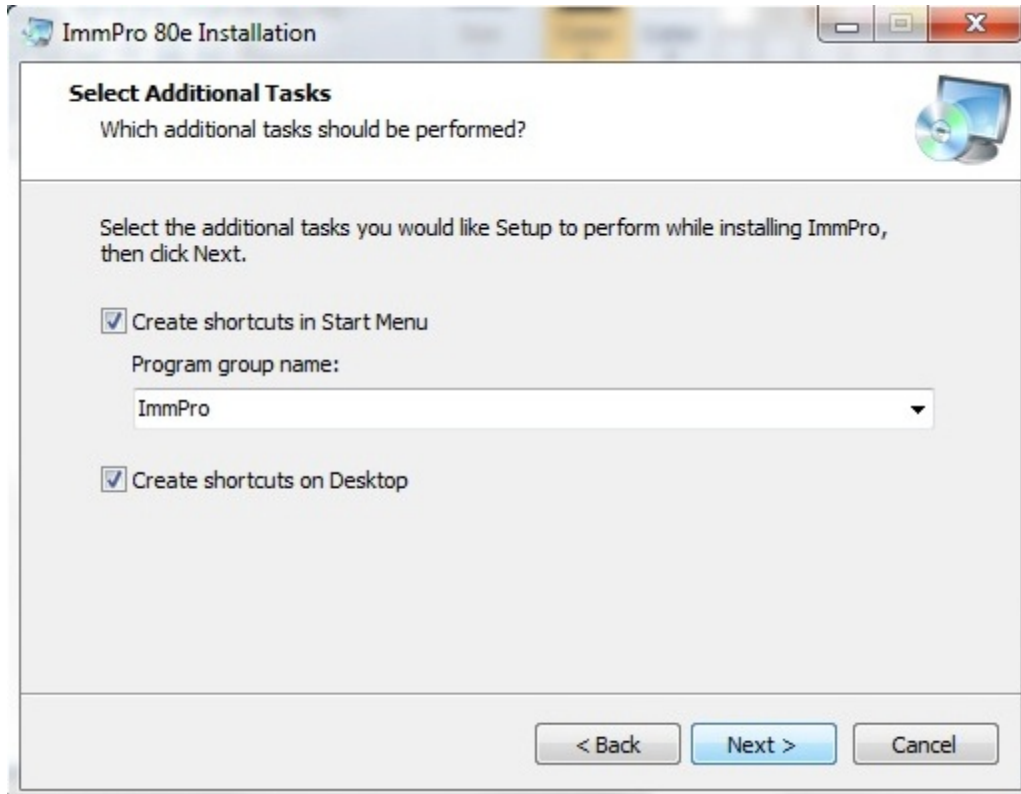 ImmPro 80e Installation
Select Additional Tasks
Which additional tasks should be performed?
Select the additional tasks you would like Setup to perform while installing ImmPro,
then click Next.
Create shortcuts in Start Menu
Program group name:
ImmPro
Create shortcuts on Desktop
< Back
Next >
Cancel